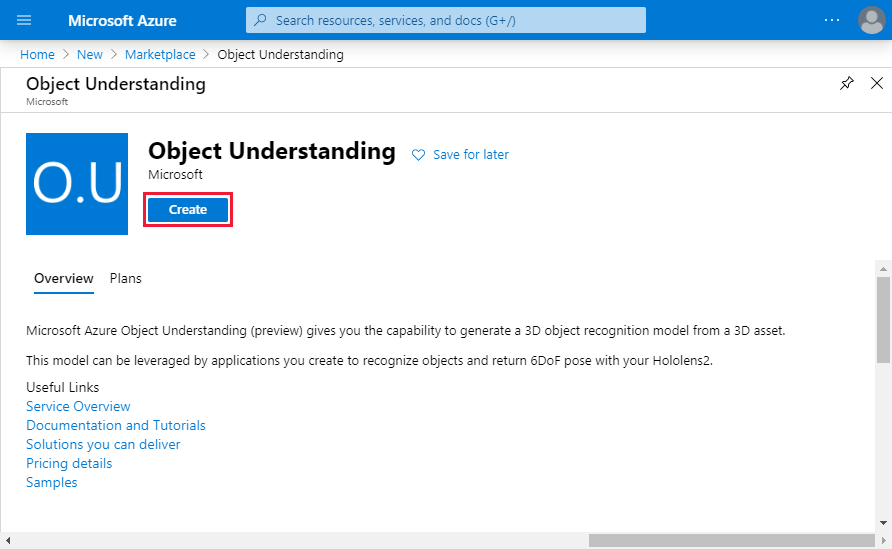 Microsoft Azure
Search resources, services, and docs (G+/)
Home > New > Marketplace > Object Understanding
Object Understanding
Microsoft
O.U
Object Understanding
Save for later
Microsoft
Create
Overview Plans
Microsoft Azure Object Understanding (preview) gives you the capability to generate a 3D object recognition model from a 3D asset.
This model can be leveraged by applications you create to recognize objects and return 6DoF pose with your Hololens2.
Useful Links
Service Overview
Documentation and Tutorials
Solutions you can deliver
Pricing details
Samples